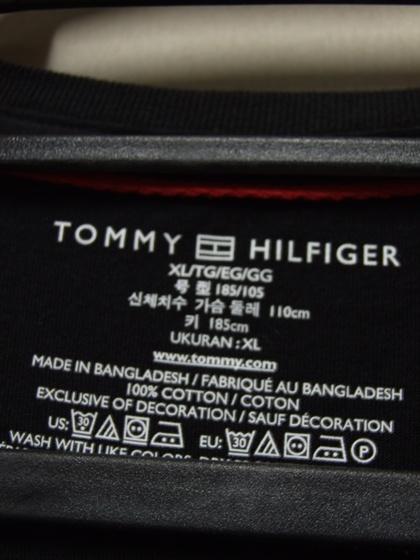 TOMMY HILFIGER
XL/TG/EG/GG
号 型 185/105
신체치수 가슴 둘레 110cm
키 185cm
UKURAN : XL
www.tommy.com
MADE IN BANGLADESH / FABRIQUÉ AU BANGLADESH
100% COTTON / COTON
EXCLUSIVE OF DECORATION / SAUF DÉCORATION
US: 30 EU: 30 P
WASH WITH LIKE COLORS